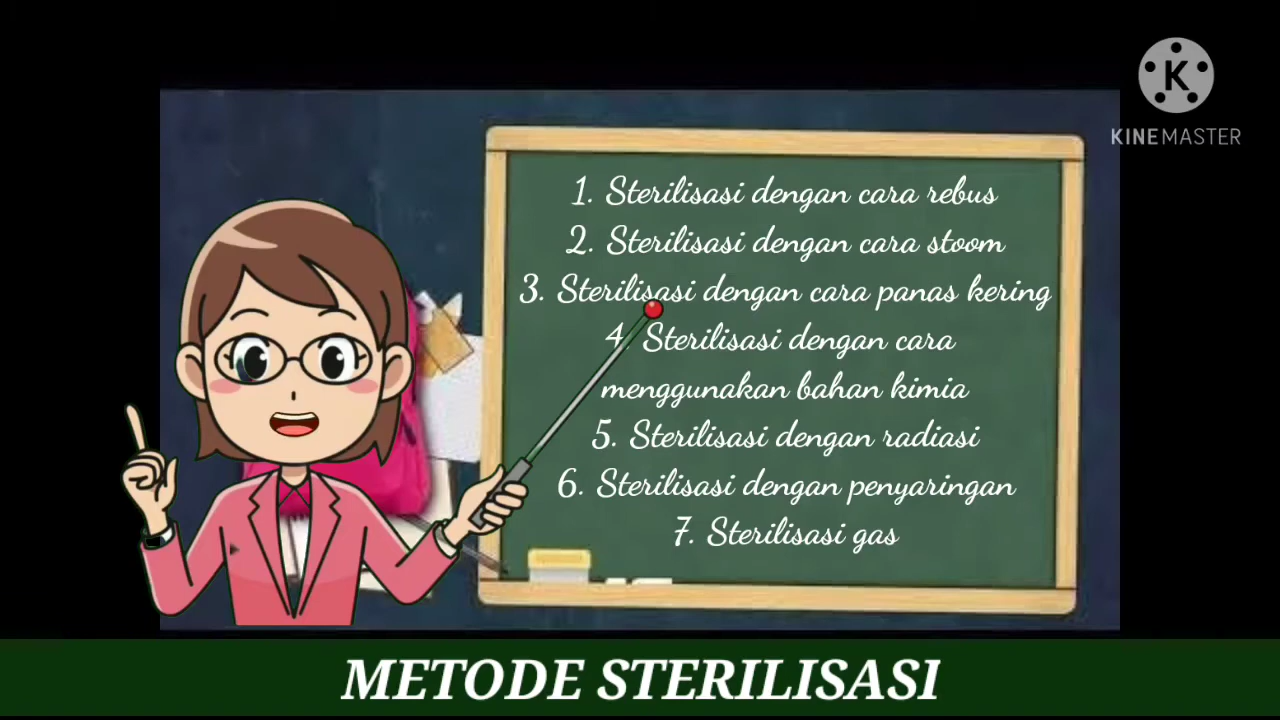 KINEMASTER
1. Sterilisasi dengan cara rebus
2. Sterilisasi dengan cara stoom
3. Sterilisasi dengan cara panas kering
4. Sterilisasi dengan cara
menggunakan bahan kimia
5. Sterilisasi dengan radiasi
6. Sterilisasi dengan penyaringan
7. Sterilisasi gas
METODE STERILISASI